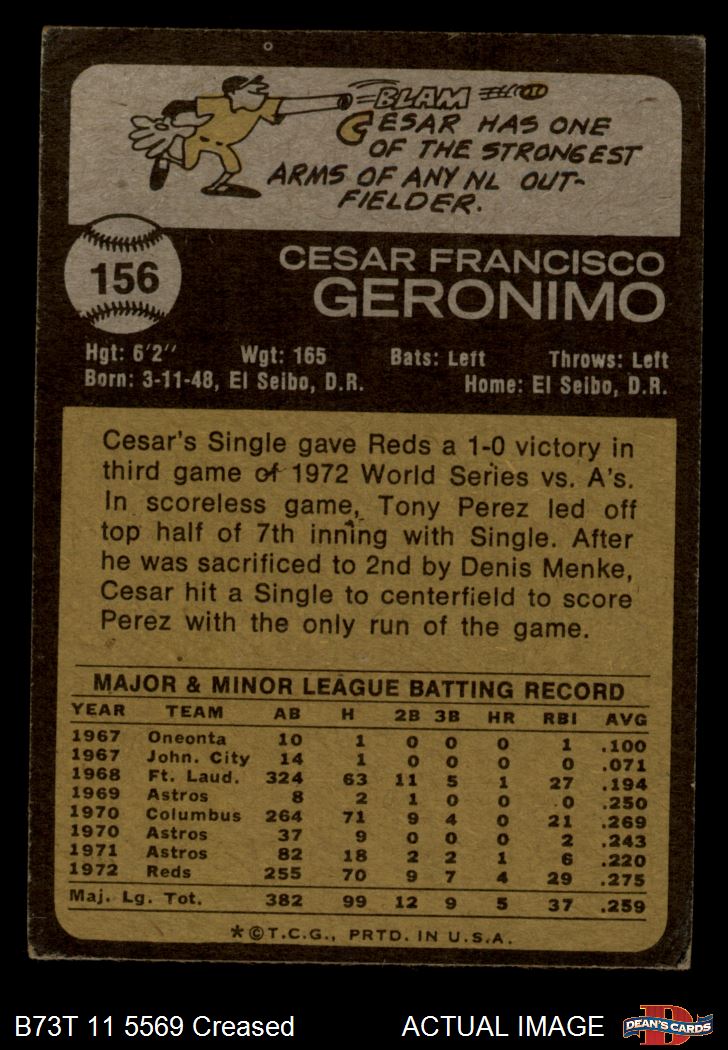 BLAM
CESAR HAS ONE
OF THE STRONGEST
ARMS OF ANY NL OUT-
FIELDER.
156
CESAR FRANCISCO
GERONIMO
Hgt: 6'2" Wgt: 165 Bats: Left Throws: Left
Born: 3-11-48, El Seibo, D.R. Home: El Seibo, D.R.
Cesar's Single gave Reds a 1-0 victory in
third game of 1972 World Series vs. A's.
In scoreless game, Tony Perez led off
top half of 7th inning with Single. After
he was sacrificed to 2nd by Denis Menke,
Cesar hit a Single to centerfield to score
Perez with the only run of the game.
MAJOR & MINOR LEAGUE BATTING RECORD
YEAR TEAM AB H 2B 3B HR RBI AVG
1967 Oneonta 10 1 0 0 0 1 .100
1967 John. City 14 1 0 0 0 0 .071
1968 Ft. Laud. 324 63 11 5 1 27 .194
1969 Astros 8 2 1 0 0 0 .250
1970 Columbus 264 71 9 4 0 21 .269
1970 Astros 37 9 0 0 0 2 .243
1971 Astros 82 18 2 2 1 6 .220
1972 Reds 255 70 9 7 4 29 .275
Maj. Lg. Tot. 382 99 12 9 5 37 .259
*©T.C.G., PRTD. IN U.S.A.
B73T 11 5569 Creased ACTUAL IMAGE
D
DEAN'S CARDS